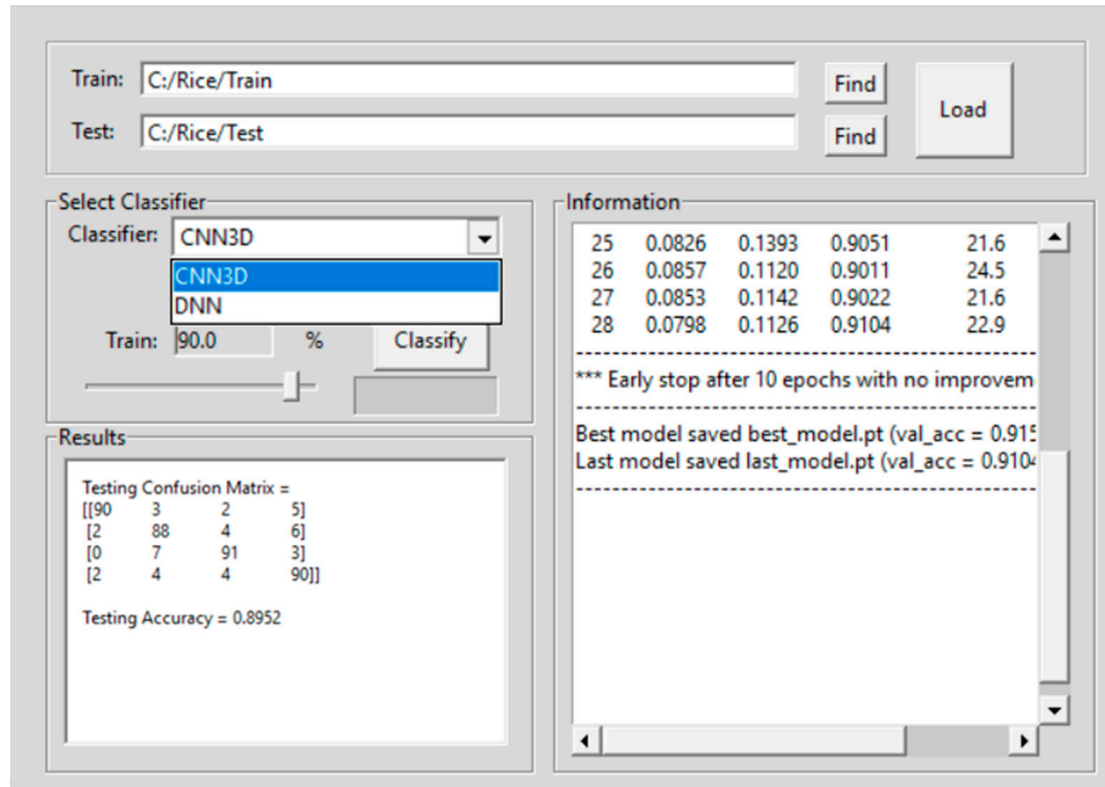 Train: C:/Rice/Train Find
Load
Test: C:/Rice/Test Find
Select Classifier
Classifier: CNN3D
CNN3D
DNN
Train: 90.0 % Classify
Results
Testing Confusion Matrix =
[[90 3 2 5]
[2 88 4 6]
[0 7 91 3]
[2 4 4 90]]
Testing Accuracy = 0.8952
Information
25 0.0826 0.1393 0.9051 21.6
26 0.0857 0.1120 0.9011 24.5
27 0.0853 0.1142 0.9022 21.6
28 0.0798 0.1126 0.9104 22.9
--------------------------------------------------
*** Early stop after 10 epochs with no improvem
--------------------------------------------------
Best model saved best_model.pt (val_acc = 0.915
Last model saved last_model.pt (val_acc = 0.9104
--------------------------------------------------